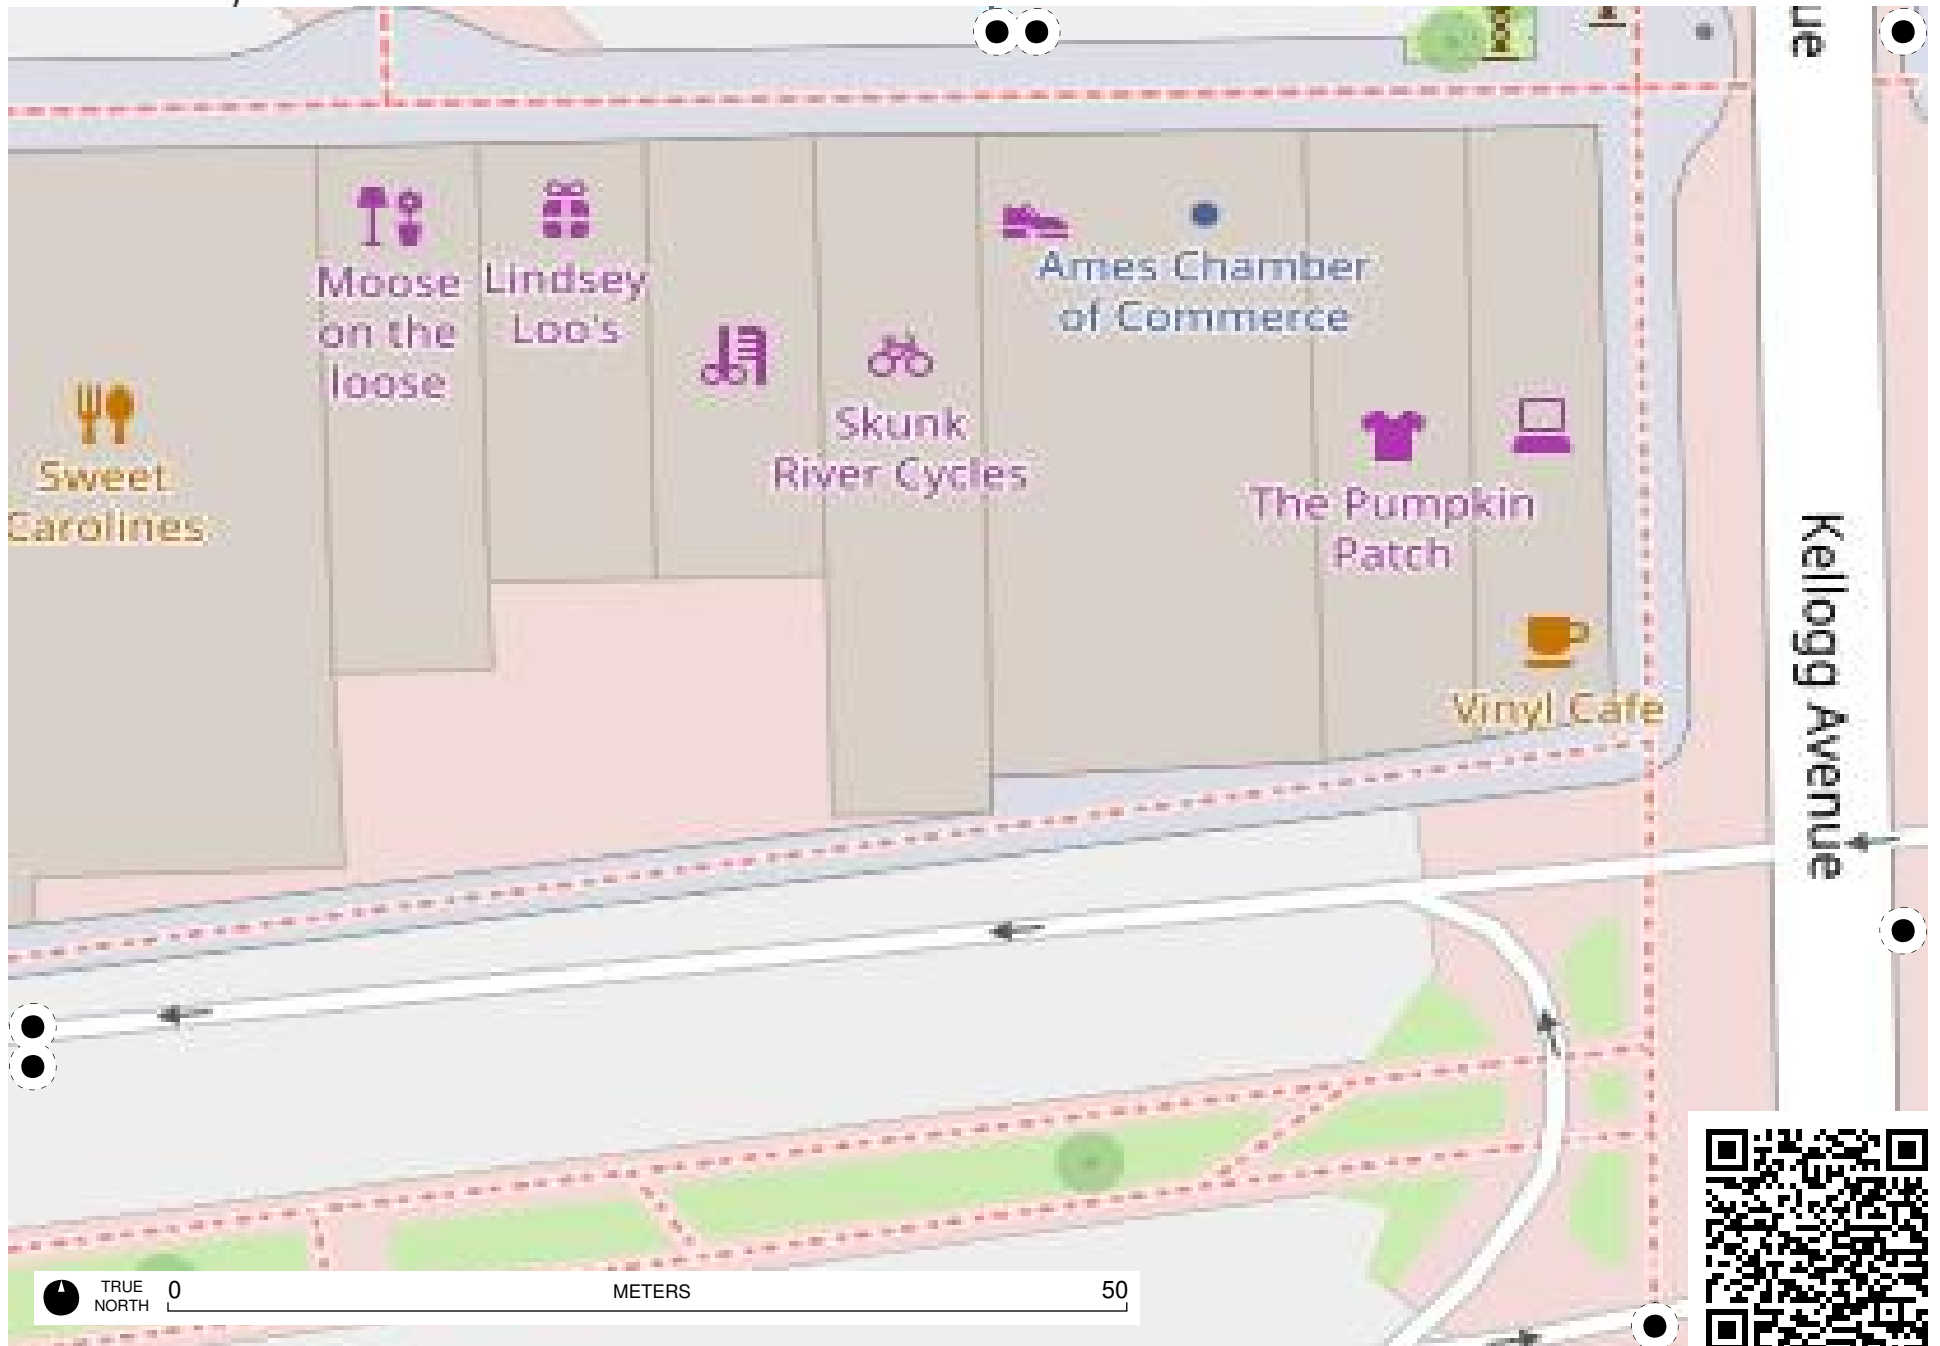 ue
Moose
on the
loose
Lindsey
Loo's
Ames Chamber
of Commerce
Skunk
River Cycles
Sweet
Carolines
The Pumpkin
Patch
Kellogg Avenue
Vinyl Cafe
TRUE
NORTH
0
METERS
50